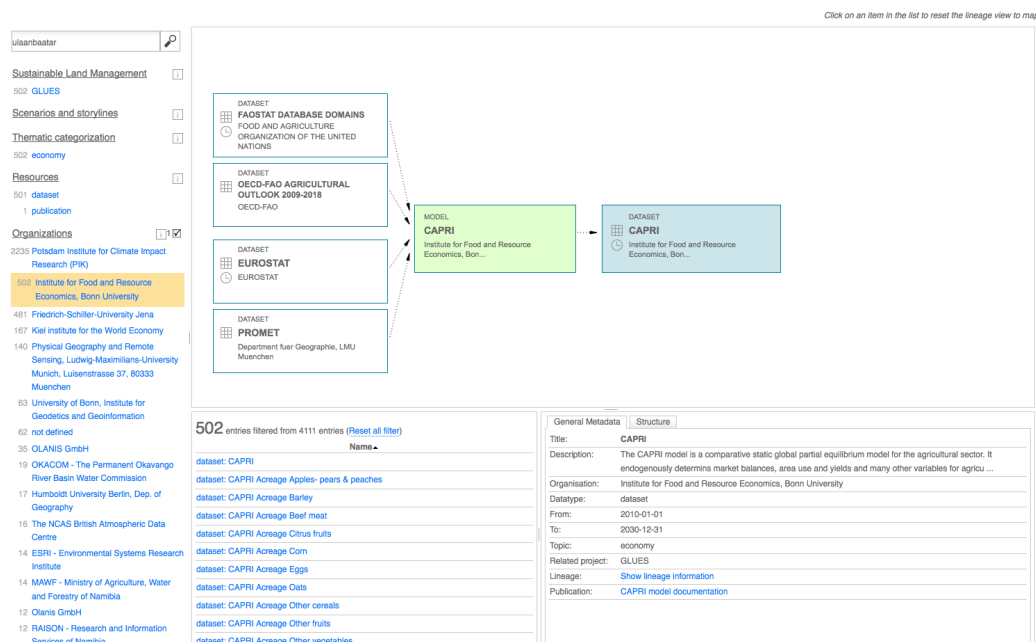 Click on an item in the list to reset the lineage view to map
ulaanbaatar
Sustainable Land Management
i
502 GLUES
Scenarios and storylines
i
Thematic categorization
i
502 economy
Resources
i
501 dataset
1 publication
Organizations
i 1
2235 Potsdam Institute for Climate Impact
Research (PIK)
502 Institute for Food and Resource
Economics, Bonn University
481 Friedrich-Schiller-University Jena
167 Kiel institute for the World Economy
140 Physical Geography and Remote
Sensing, Ludwig-Maximilians-University
Munich, Luisenstrasse 37, 80333
Muenchen
63 University of Bonn, Institute for
Geodetics and Geoinformation
62 not defined
35 OLANIS GmbH
19 OKACOM - The Permanent Okavango
River Basin Water Commission
17 Humboldt University Berlin, Dep. of
Geography
16 The NCAS British Atmospheric Data
Centre
14 ESRI - Environmental Systems Research
Institute
14 MAWF - Ministry of Agriculture, Water
and Forestry of Namibia
12 Olanis GmbH
12 RAISON - Research and Information
Services of Namibia
DATASET
FAOSTAT DATABASE DOMAINS
FOOD AND AGRICULTURE
ORGANIZATION OF THE UNITED
NATIONS
DATASET
OECD-FAO AGRICULTURAL
OUTLOOK 2009-2018
OECD-FAO
DATASET
EUROSTAT
EUROSTAT
DATASET
PROMET
Department fuer Geographie, LMU
Muenchen
MODEL
CAPRI
Institute for Food and Resource
Economics, Bon...
DATASET
CAPRI
Institute for Food and Resource
Economics, Bon...
502 entries filtered from 4111 entries (Reset all filter)
Name
dataset: CAPRI
dataset: CAPRI Acreage Apples- pears & peaches
dataset: CAPRI Acreage Barley
dataset: CAPRI Acreage Beef meat
dataset: CAPRI Acreage Citrus fruits
dataset: CAPRI Acreage Corn
dataset: CAPRI Acreage Eggs
dataset: CAPRI Acreage Oats
dataset: CAPRI Acreage Other cereals
dataset: CAPRI Acreage Other fruits
dataset: CAPRI Acreage Other vegetables
General Metadata Structure
Title: CAPRI
Description: The CAPRI model is a comparative static global partial equilibrium model for the agricultural sector. It
endogenously determins market balances, area use and yields and many other variables for agricu ...
Organisation: Institute for Food and Resource Economics, Bonn University
Datatype: dataset
From: 2010-01-01
To: 2030-12-31
Topic: economy
Related project: GLUES
Lineage: Show lineage information
Publication: CAPRI model documentation